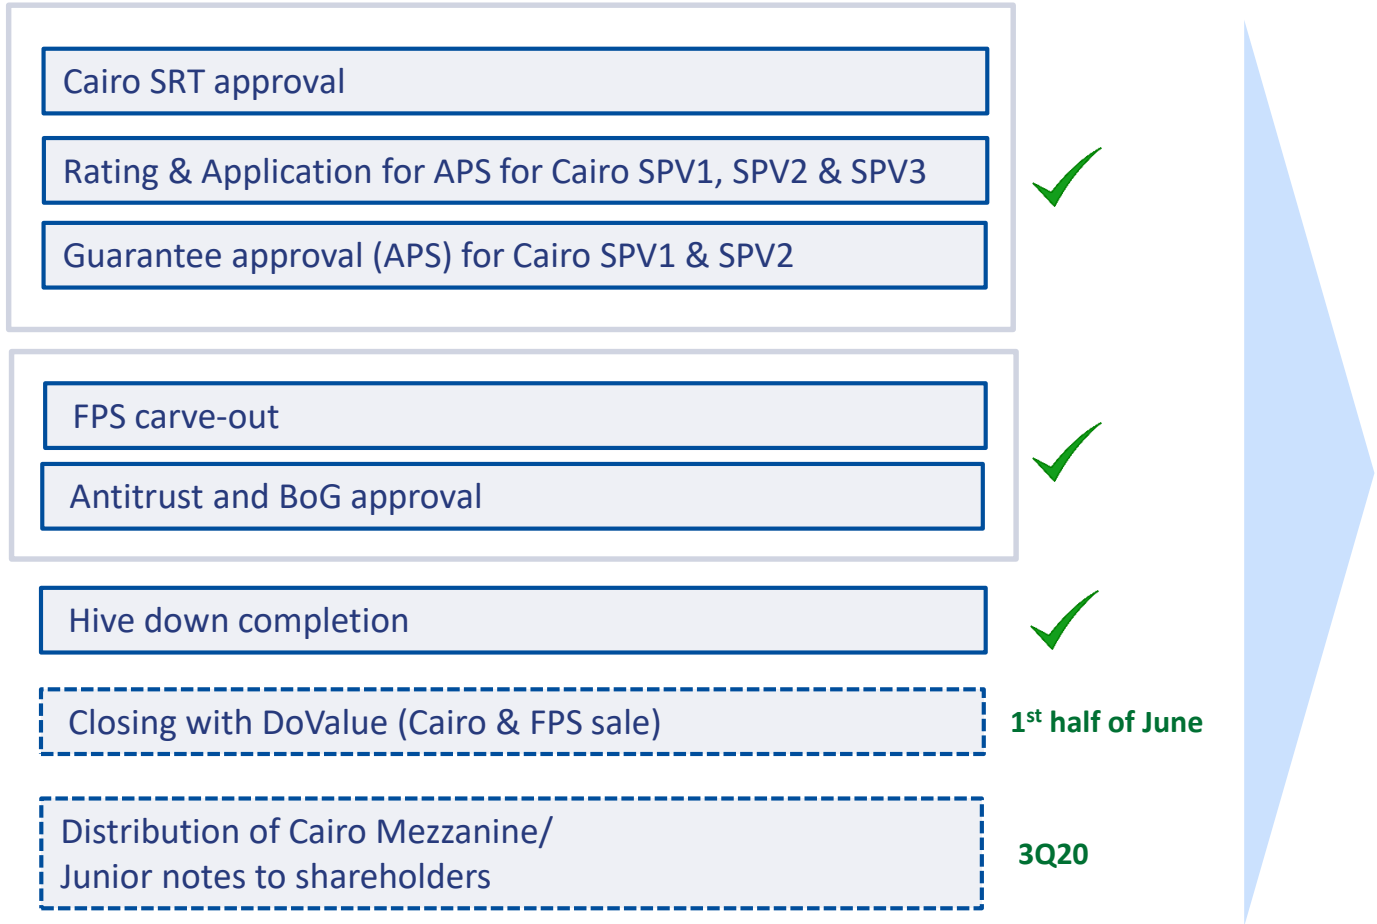 Cairo SRT approval
Rating & Application for APS for Cairo SPV1, SPV2 & SPV3
Guarantee approval (APS) for Cairo SPV1 & SPV2
FPS carve-out
Antitrust and BoG approval
Hive down completion
Closing with DoValue (Cairo & FPS sale)
1st half of June
Distribution of Cairo Mezzanine/
Junior notes to shareholders
3Q20